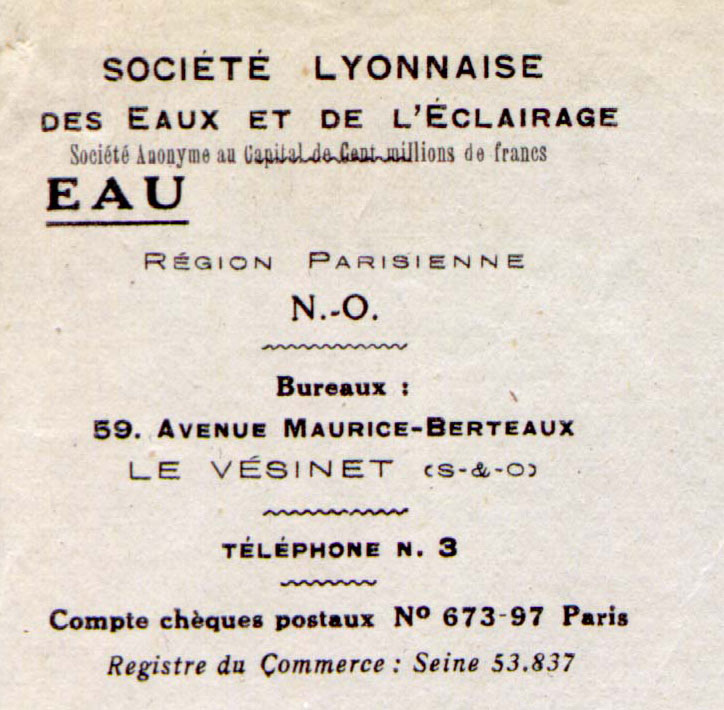 SOCIÉTÉ LYONNAISE
DES EAUX ET DE L'ÉCLAIRAGE
Société Anonyme au Capital de Cent millions de francs
EAU
RÉGION PARISIENNE
N.-O.
Bureaux :
59. AVENUE MAURICE-BERTEAUX
LE VÉSINET (S-&-O)
TÉLÉPHONE N. 3
Compte chèques postaux Nº 673-97 Paris
Registre du Commerce : Seine 53.837